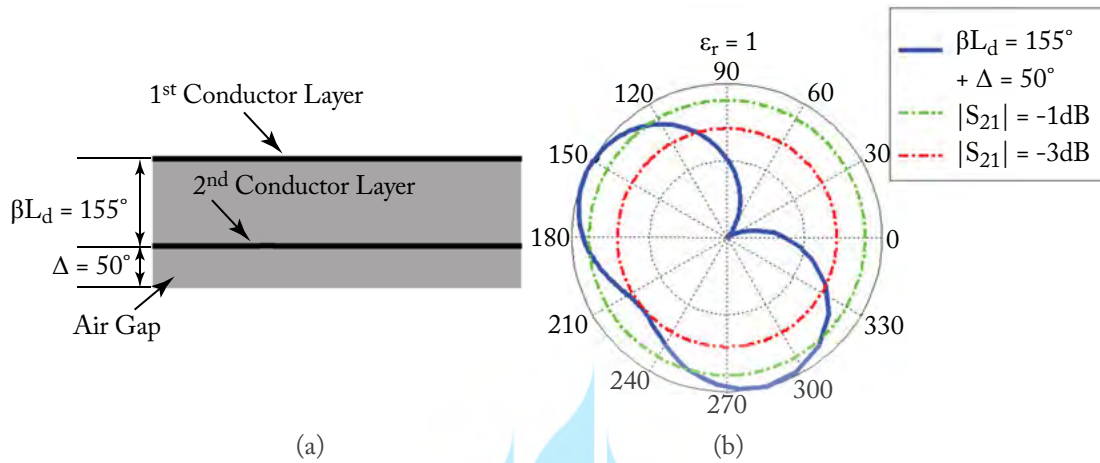 1st Conductor Layer
2nd Conductor Layer
βLd = 155°
Δ = 50°
Air Gap
(a)
εr = 1
90
120
60
150
30
180
0
210
330
240
300
270
(b)
βLd = 155°
+ Δ = 50°
|S21| = -1dB
|S21| = -3dB